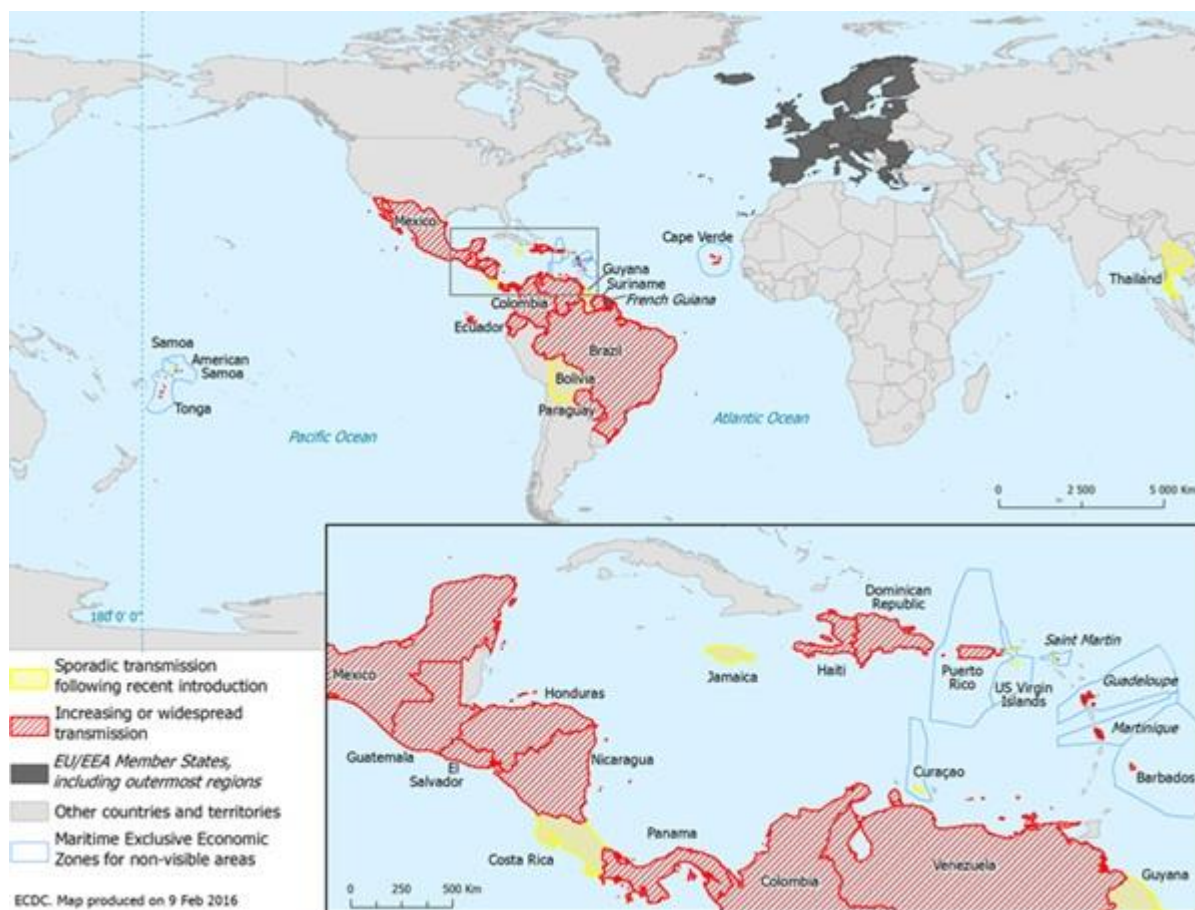 Mexico
Cape Verde
Guyana
Suriname
French Guiana
Thailand
Colombia
Ecuador
Brazil
Samoa
American
Samoa
Tonga
Bolivia
Paraguay
Pacific Ocean
Atlantic Ocean
0 2 500 5 000 Km
180° 0' 0"
Sporadic transmission
following recent introduction
Increasing or widespread
transmission
EU/EEA Member States,
including outermost regions
Other countries and territories
Maritime Exclusive Economic
Zones for non-visible areas
ECDC. Map produced on 9 Feb 2016
Dominican
Republic
Saint Martin
Mexico
Jamaica
Haiti
Puerto
Rico
US Virgin
Islands
Guadeloupe
Honduras
Martinique
Guatemala
El
Salvador
Nicaragua
Curaçao
Barbados
Panama
Costa Rica
Venezuela
Colombia
Guyana
0 250 500 Km